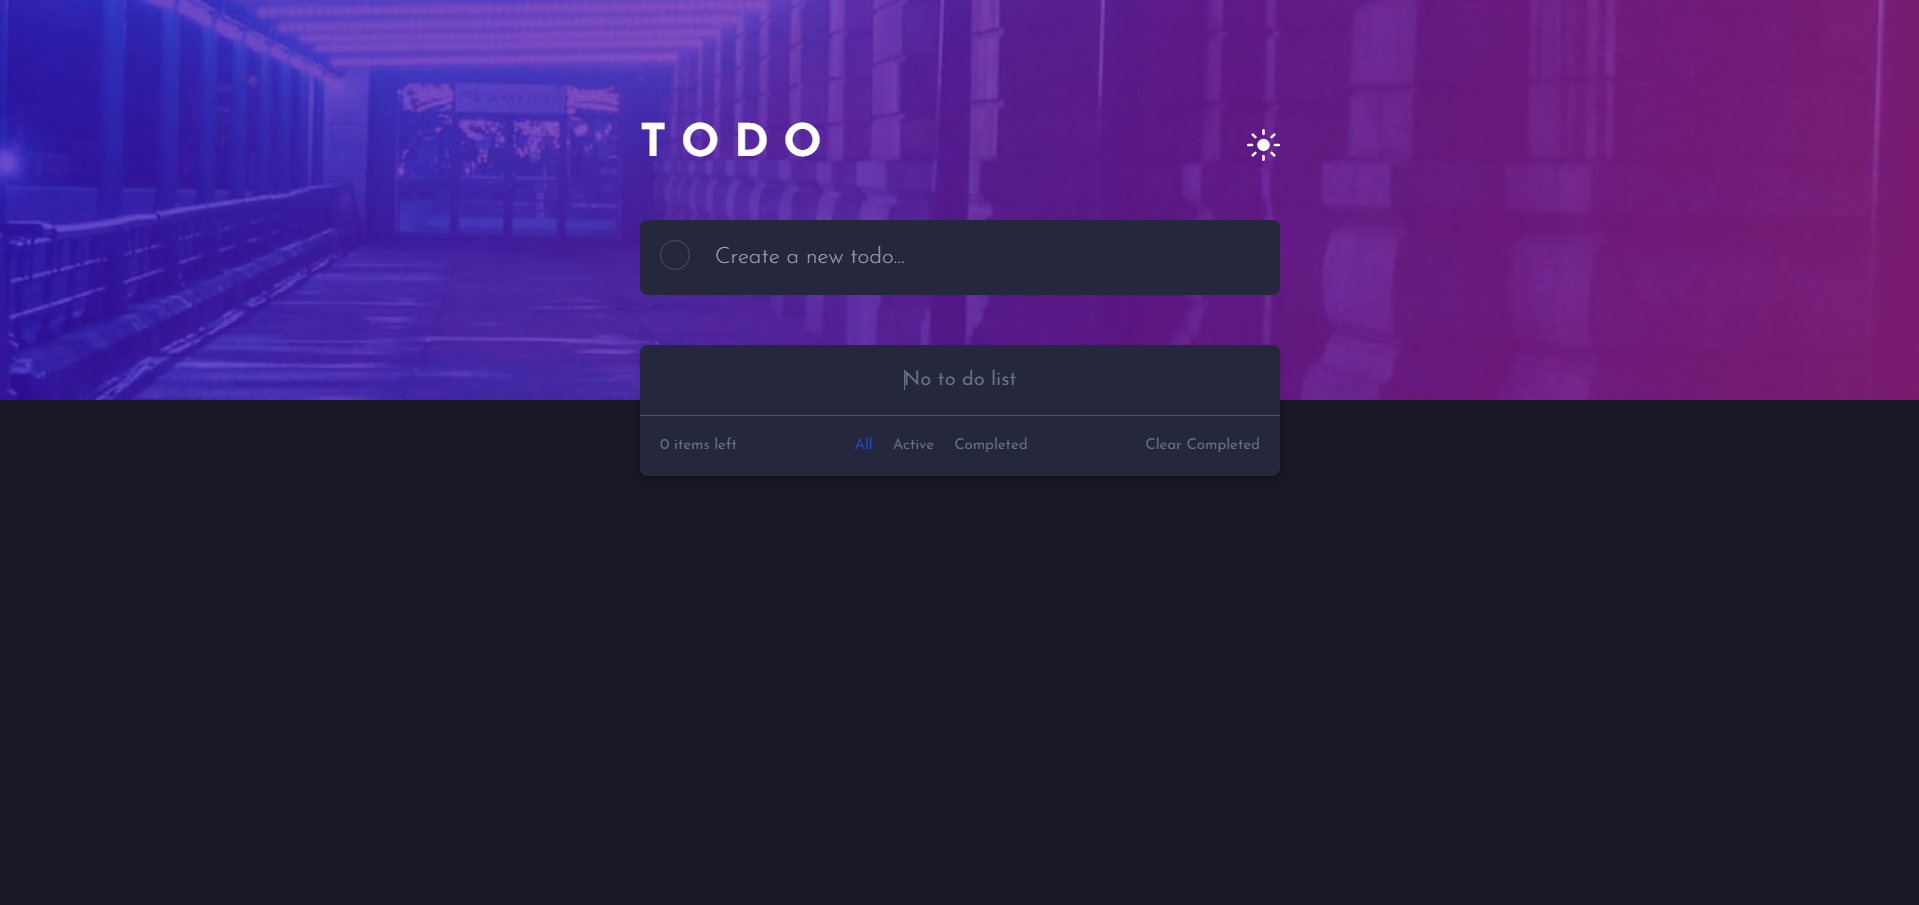 TODO
Create a new todo...
No to do list
0 items left
All
Active
Completed
Clear Completed